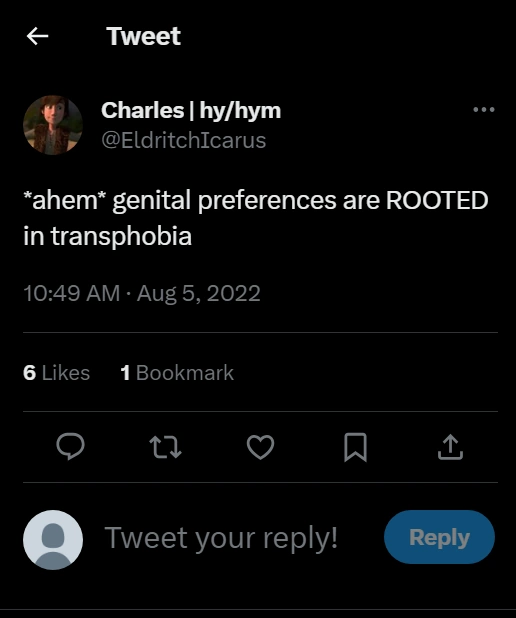 Tweet
Charles | hy/hym
@EldritchIcarus
*ahem* genital preferences are ROOTED
in transphobia
10:49 AM · Aug 5, 2022
6 Likes 1 Bookmark
Tweet your reply!
Reply